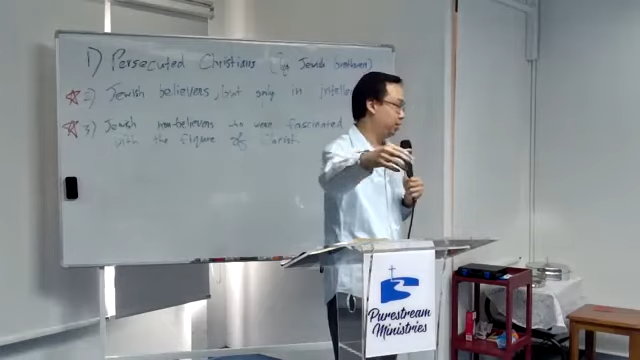 1) Persecuted Christians (by Jewish brethren)
2) Jewish believers, but only in intelle
3) Jewish non-believers who were fascinated
with the figure of Christ
Purestream
Ministries